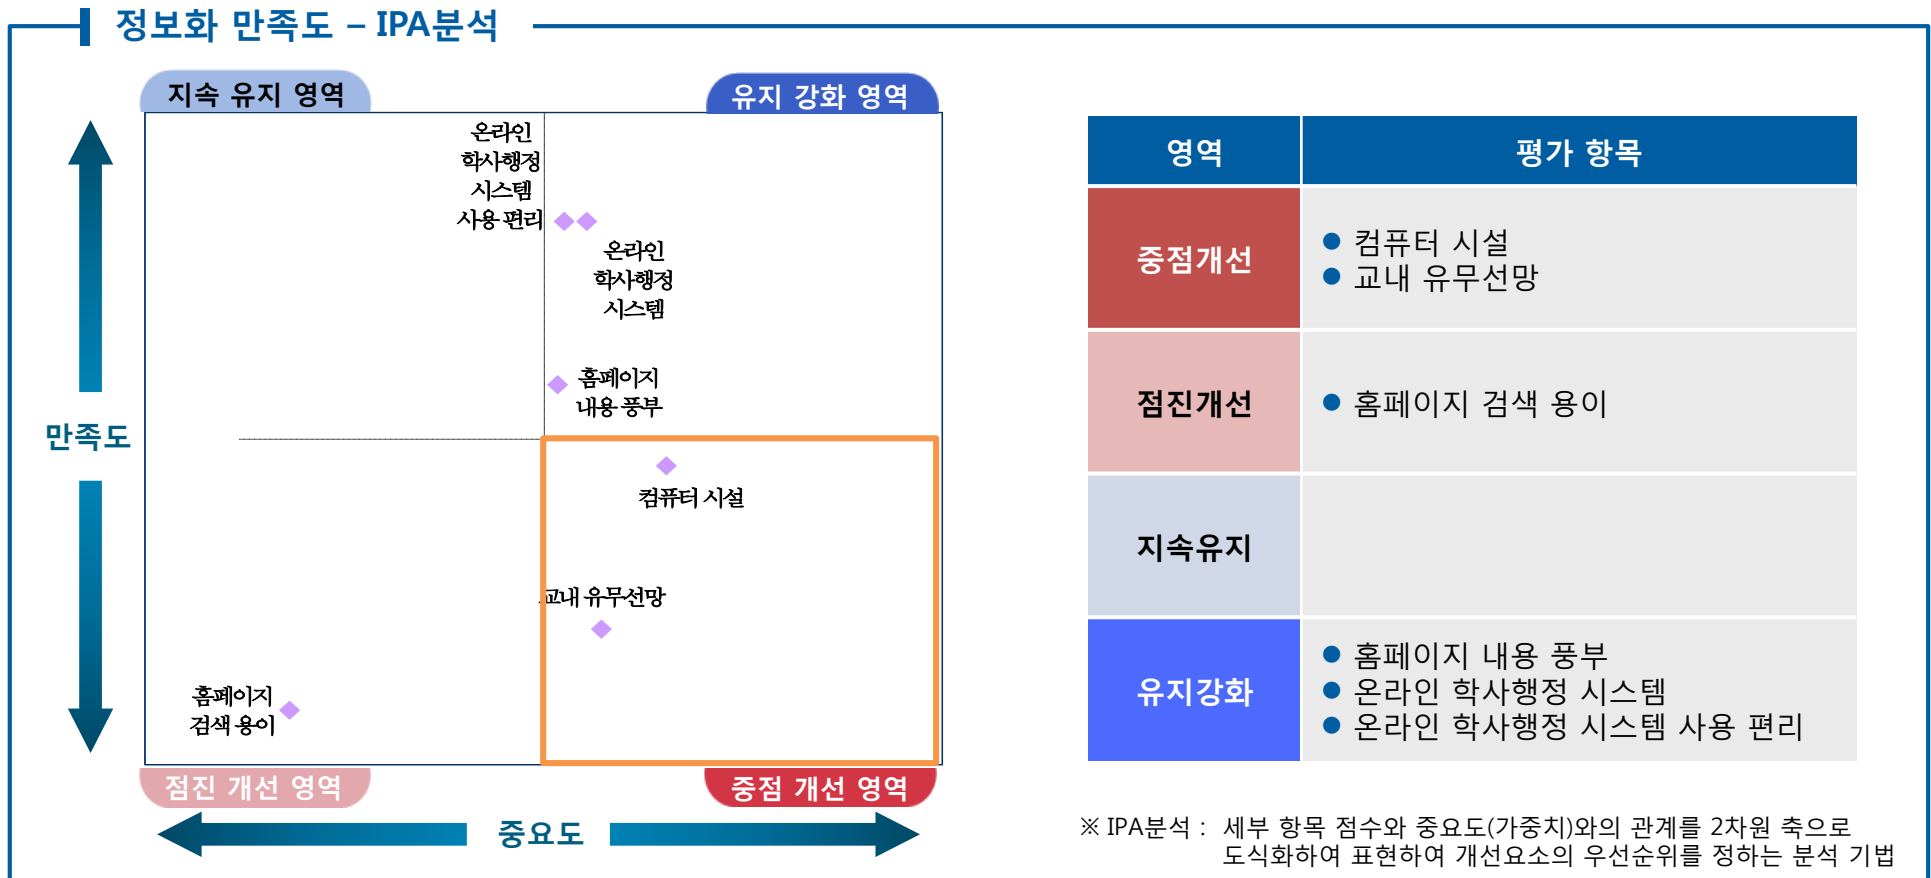 정보화 만족도 – IPA분석
지속 유지 영역
유지 강화 영역
온라인
학사행정
시스템
사용 편리
온라인
학사행정
시스템
홈페이지
내용 풍부
만족도
컴퓨터 시설
교내 유무선망
홈페이지
검색 용이
점진 개선 영역
중점 개선 영역
중요도
영역
평가 항목
중점개선
● 컴퓨터 시설
● 교내 유무선망
점진개선
● 홈페이지 검색 용이
지속유지
유지강화
● 홈페이지 내용 풍부
● 온라인 학사행정 시스템
● 온라인 학사행정 시스템 사용 편리
※ IPA분석 : 세부 항목 점수와 중요도(가중치)와의 관계를 2차원 축으로
도식화하여 표현하여 개선요소의 우선순위를 정하는 분석 기법